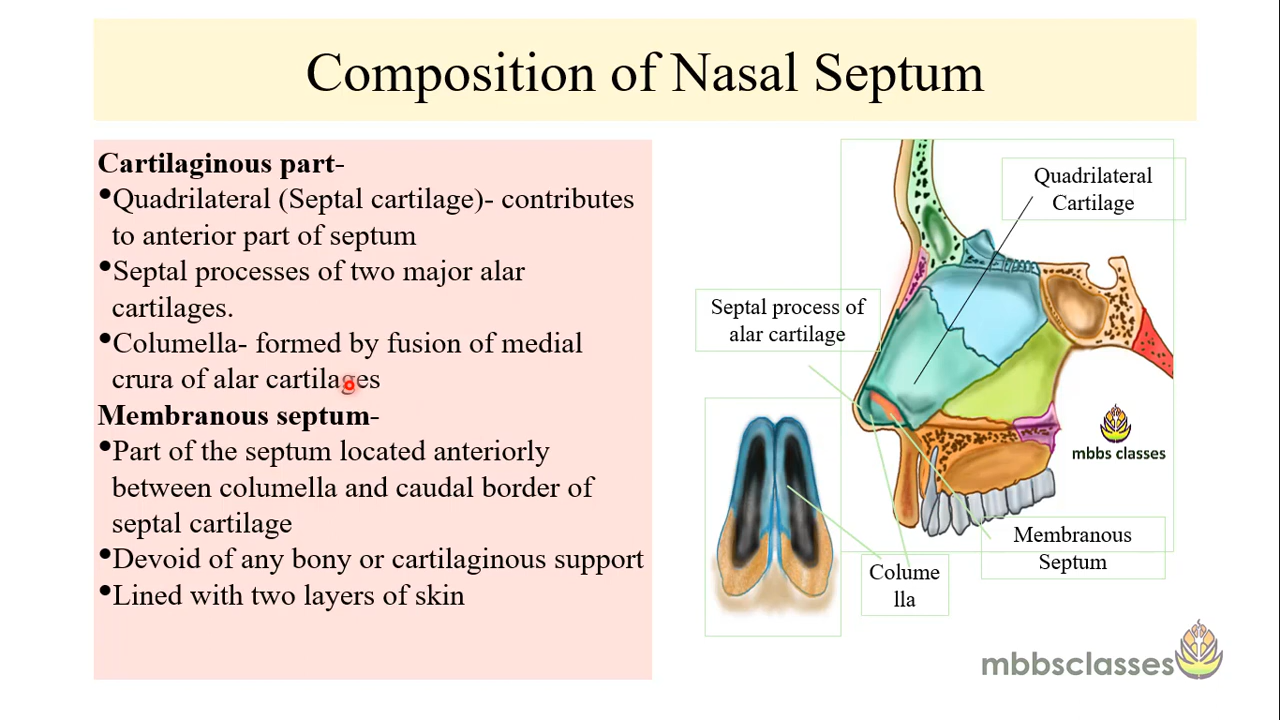 Composition of Nasal Septum
Cartilaginous part-
•Quadrilateral (Septal cartilage)- contributes
to anterior part of septum
•Septal processes of two major alar
cartilages.
•Columella- formed by fusion of medial
crura of alar cartilages
Membranous septum-
•Part of the septum located anteriorly
between columella and caudal border of
septal cartilage
•Devoid of any bony or cartilaginous support
•Lined with two layers of skin
Quadrilateral
Cartilage
Septal process of
alar cartilage
mbbs classes
Membranous
Septum
Colume
lla
mbbsclasses